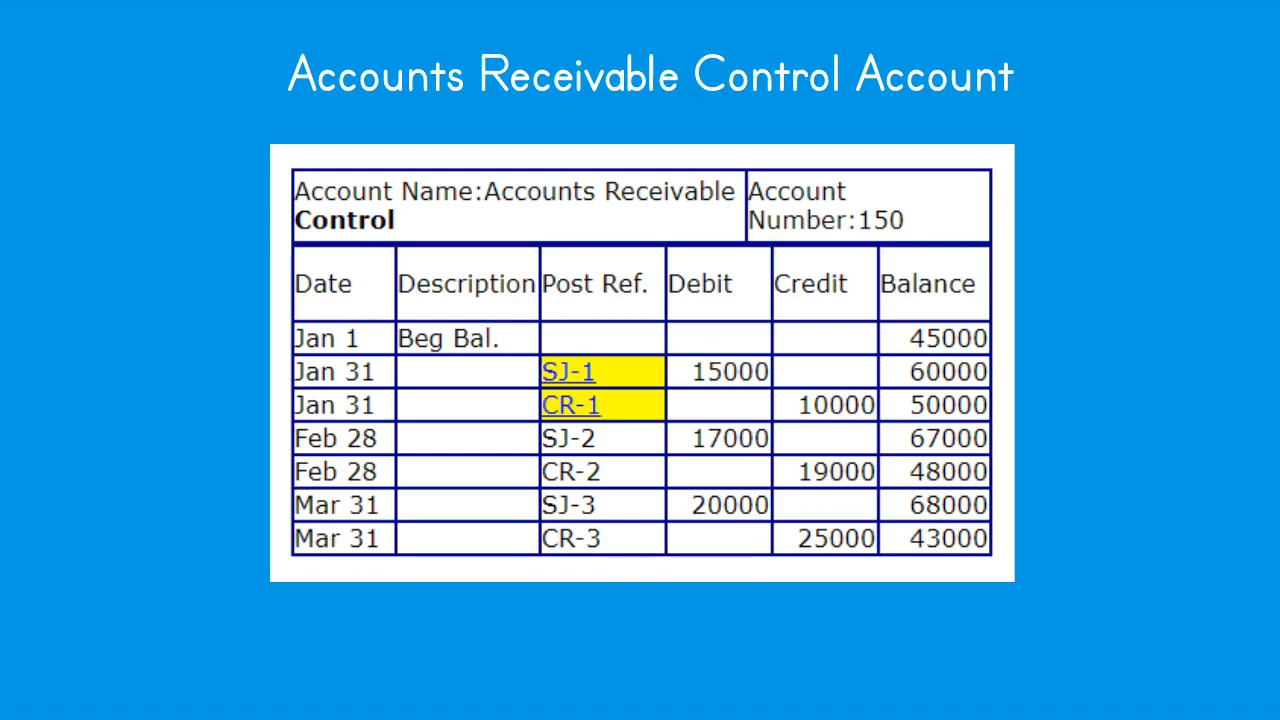 Accounts Receivable Control Account
Account Name:Accounts Receivable Account
Control Number:150
Date Description Post Ref. Debit Credit Balance
Jan 1 Beg Bal. 45000
Jan 31 SJ-1 15000 60000
Jan 31 CR-1 10000 50000
Feb 28 SJ-2 17000 67000
Feb 28 CR-2 19000 48000
Mar 31 SJ-3 20000 68000
Mar 31 CR-3 25000 43000